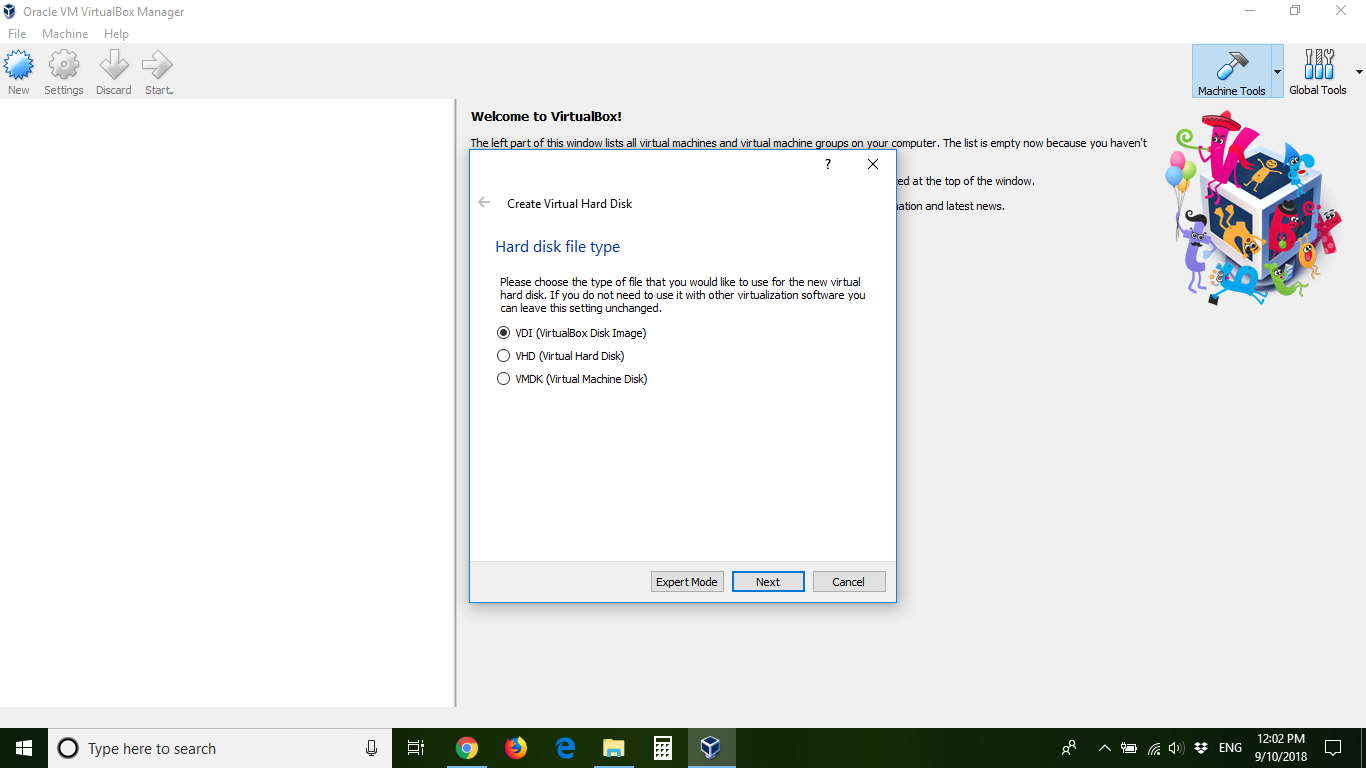 Oracle VM VirtualBox Manager
File Machine Help
New Settings Discard Start
Machine Tools Global Tools
Welcome to VirtualBox!
The left part of this window lists all virtual machines and virtual machine groups on your computer. The list is empty now because you haven't
ed at the top of the window.
ation and latest news.
?
Create Virtual Hard Disk
Hard disk file type
Please choose the type of file that you would like to use for the new virtual
hard disk. If you do not need to use it with other virtualization software you
can leave this setting unchanged.
VDI (VirtualBox Disk Image)
VHD (Virtual Hard Disk)
VMDK (Virtual Machine Disk)
Expert Mode Next Cancel
Type here to search
ENG
12:02 PM
9/10/2018